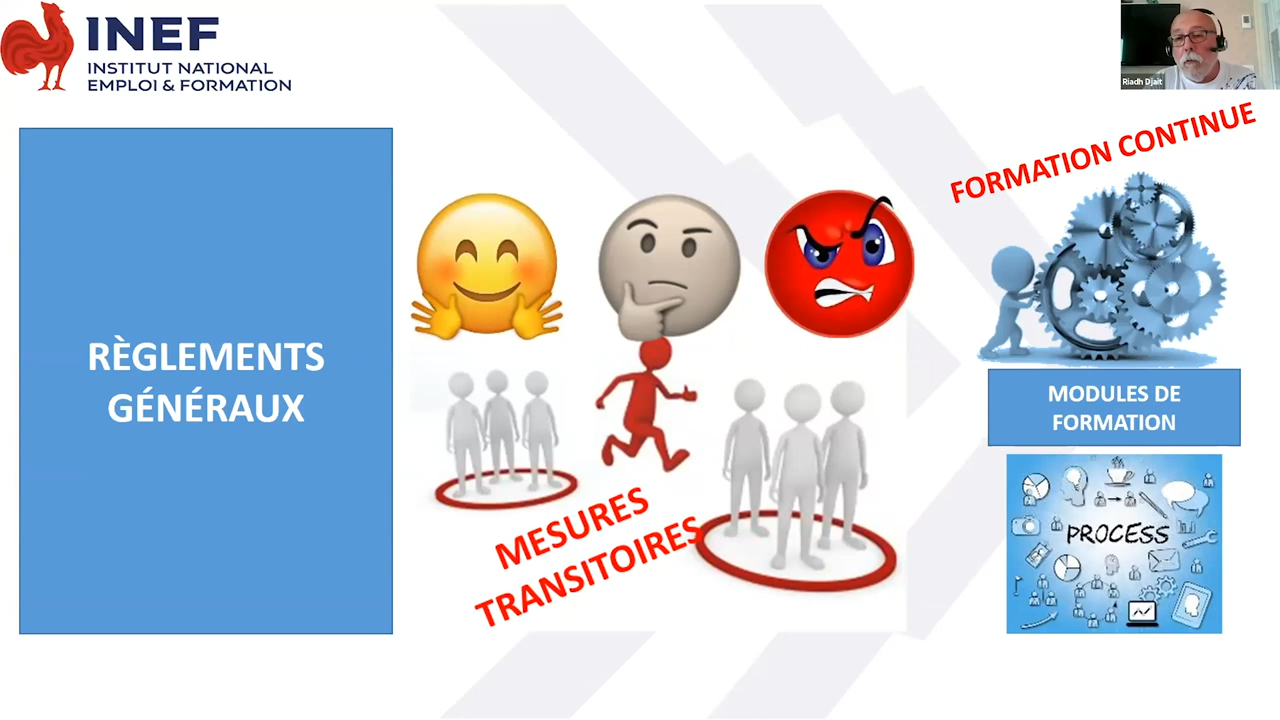 INEF
INSTITUT NATIONAL
EMPLOI & FORMATION
Riadh Djait
FORMATION CONTINUE
RÈGLEMENTS
GÉNÉRAUX
MESURES
TRANSITOIRES
MODULES DE
FORMATION
PROCESS